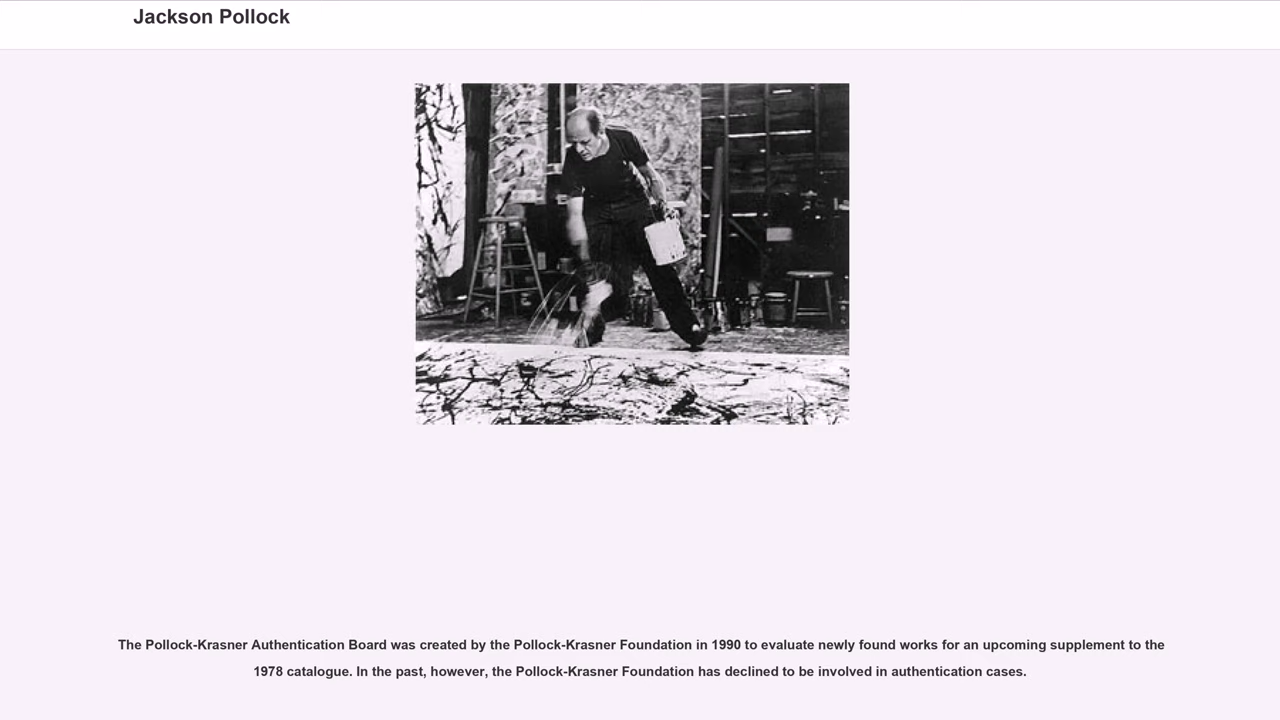 Jackson Pollock
The Pollock-Krasner Authentication Board was created by the Pollock-Krasner Foundation in 1990 to evaluate newly found works for an upcoming supplement to the
1978 catalogue. In the past, however, the Pollock-Krasner Foundation has declined to be involved in authentication cases.